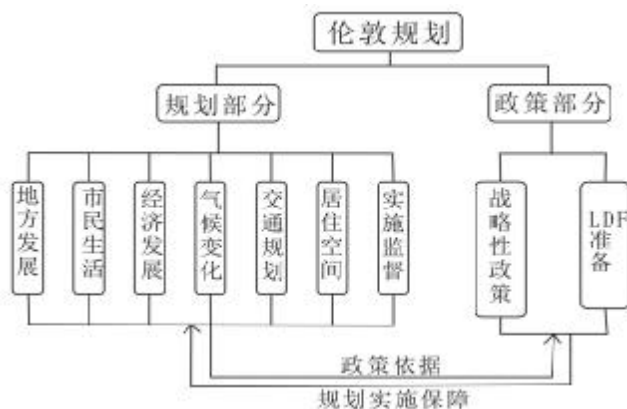 伦敦规划
规划部分
政策部分
地方发展
市民生活
经济发展
气候变化
交通规划
居住空间
实施监督
战略性政策
LDF
准备
政策依据
规划实施保障